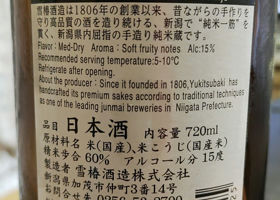 雪椿酒造は1806年の創業以来、昔ながらの手作りを
守り高品質の酒を造り続ける、新潟で"純米一筋"
を貫く、新潟県内屈指の手造り純米蔵です。
Flavor : Med-Dry Aroma : Soft fruity notes Alc:15%
Recommended serving temperature:5-10℃
Refrigerate after opening.
About the producer : Since it founded in 1806,Yukitsubaki has
handcrafted its premium sakes according to traditional techniques
as one of the leading junmai breweries in Niigata Prefecture.
品目 日本酒 内容量 720ml
原材料名 米(国産)、米こうじ(国産米)
精米歩合 60% アルコール分 15度
製造者 雪椿酒造株式会社
新潟県加茂市仲町3番14号